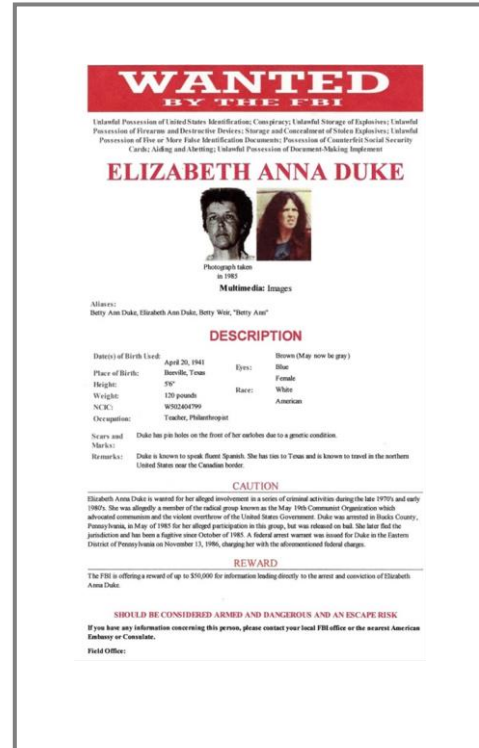 WANTED
BY THE FBI
Unlawful Possession of United States Identification; Conspiracy; Unlawful Storage of Explosives; Unlawful
Possession of Firearms and Destructive Devices; Storage and Concealment of Stolen Explosives; Unlawful
Possession of Five or More False Identification Documents; Possession of Counterfeit Social Security
Cards; Aiding and Abetting; Unlawful Possession of Document-Making Implement
ELIZABETH ANNA DUKE
Photograph taken
in 1985
Multimedia: Images
Aliases:
Betty Ann Duke, Elizabeth Ann Duke, Betty Weir, "Betty Ann"
DESCRIPTION
Date(s) of Birth Used: April 20, 1941 Brown (May now be gray)
Place of Birth: Beeville, Texas Eyes: Blue
Height: 5'6" Female
Weight: 120 pounds Race: White
NCIC: W502404799 American
Occupation: Teacher, Philanthropist
Scars and Marks: Duke has pin holes on the front of her earlobes due to a genetic condition.
Remarks: Duke is known to speak fluent Spanish. She has ties to Texas and is known to travel in the northern
United States near the Canadian border.
CAUTION
Elizabeth Anna Duke is wanted for her alleged involvement in a series of criminal activities during the late 1970's and early
1980's. She was allegedly a member of the radical group known as the May 19th Communist Organization which
advocated communism and the violent overthrow of the United States Government. Duke was arrested in Bucks County,
Pennsylvania, in May of 1985 for her alleged participation in this group, but was released on bail. She later fled the
jurisdiction and has been a fugitive since October of 1985. A federal arrest warrant was issued for Duke in the Eastern
District of Pennsylvania on November 13, 1986, charging her with the aforementioned federal charges.
REWARD
The FBI is offering a reward of up to $50,000 for information leading directly to the arrest and conviction of Elizabeth
Anna Duke.
SHOULD BE CONSIDERED ARMED AND DANGEROUS AND AN ESCAPE RISK
If you have any information concerning this person, please contact your local FBI office or the nearest American
Embassy or Consulate.
Field Office: